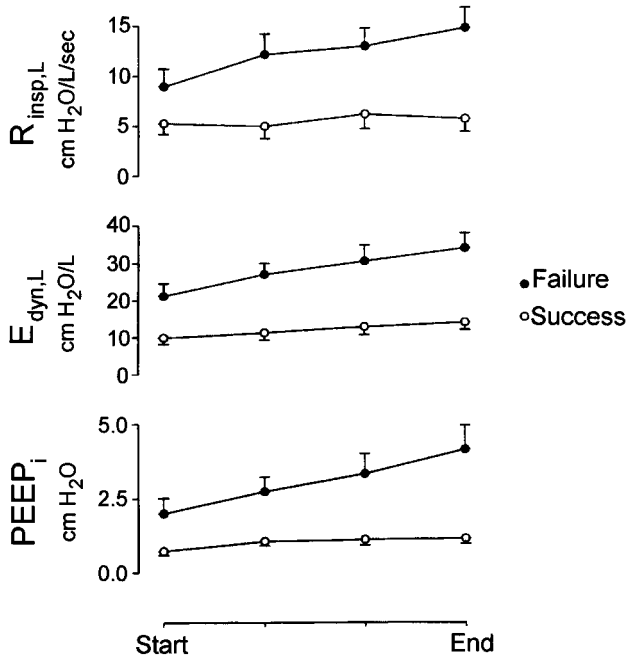 R insp,L
cm H₂O/L/sec
15
10
5
0
E dyn,L
cm H₂O/L
40
30
20
10
0
Failure
Success
PEEP i
cm H₂O
5.0
2.5
0.0
Start
End